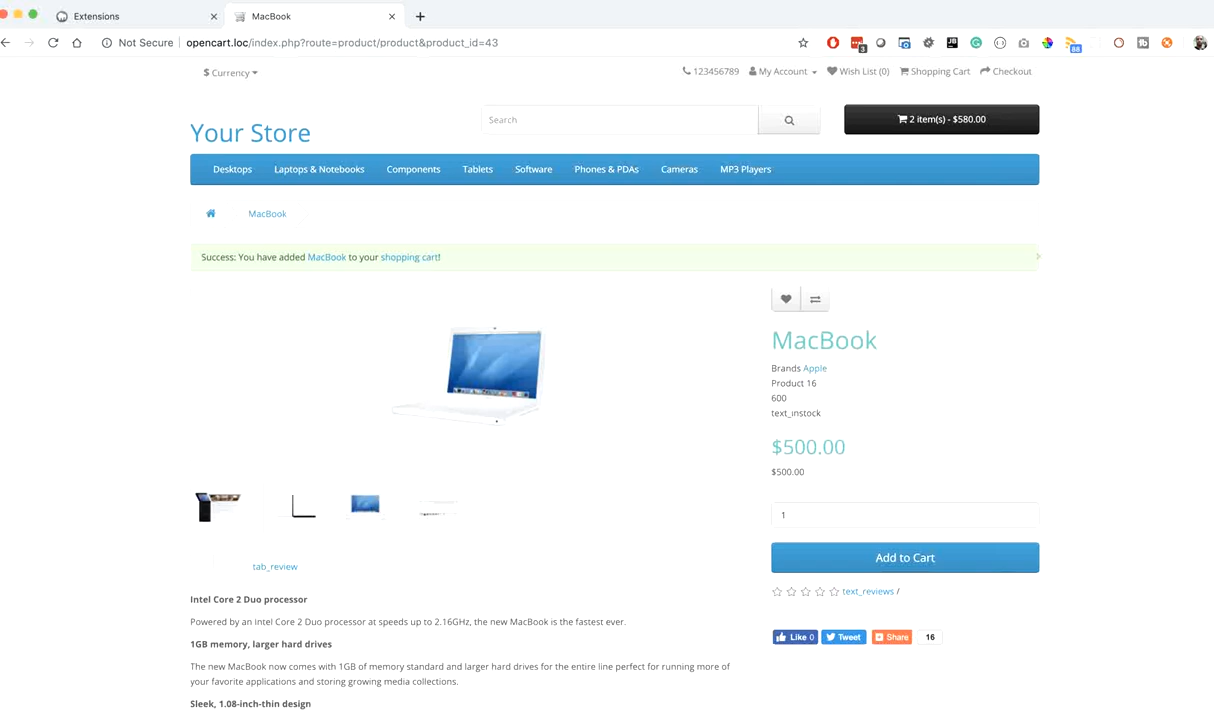 Extensions
MacBook
Not Secure
opencart.loc/index.php?route=product/product&product_id=43
3
JB
88
$ Currency
123456789
My Account
Wish List (0)
Shopping Cart
Checkout
Your Store
Search
2 item(s) - $580.00
Desktops
Laptops & Notebooks
Components
Tablets
Software
Phones & PDAs
Cameras
MP3 Players
MacBook
Success: You have added MacBook to your shopping cart!
MacBook
Brands Apple
Product 16
600
text_instock
$500.00
$500.00
1
Add to Cart
text_reviews /
Like 0
Tweet
Share
16
tab_review
Intel Core 2 Duo processor
Powered by an Intel Core 2 Duo processor at speeds up to 2.16GHz, the new MacBook is the fastest ever.
1GB memory, larger hard drives
The new MacBook now comes with 1GB of memory standard and larger hard drives for the entire line perfect for running more of
your favorite applications and storing growing media collections.
Sleek, 1.08-inch-thin design